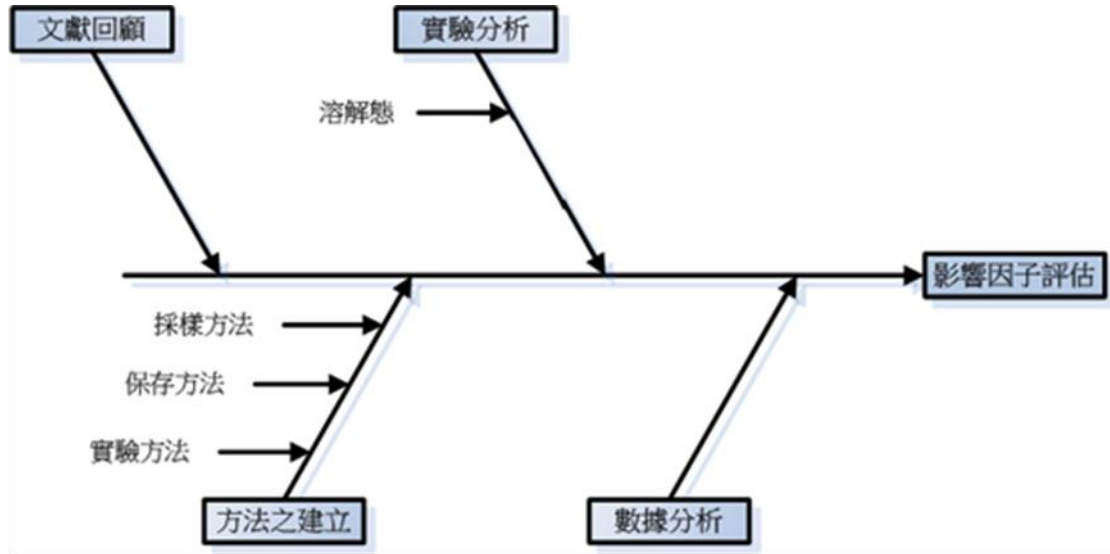 文獻回顧
實驗分析
溶解態
影響因子評估
採樣方法
保存方法
實驗方法
方法之建立
數據分析